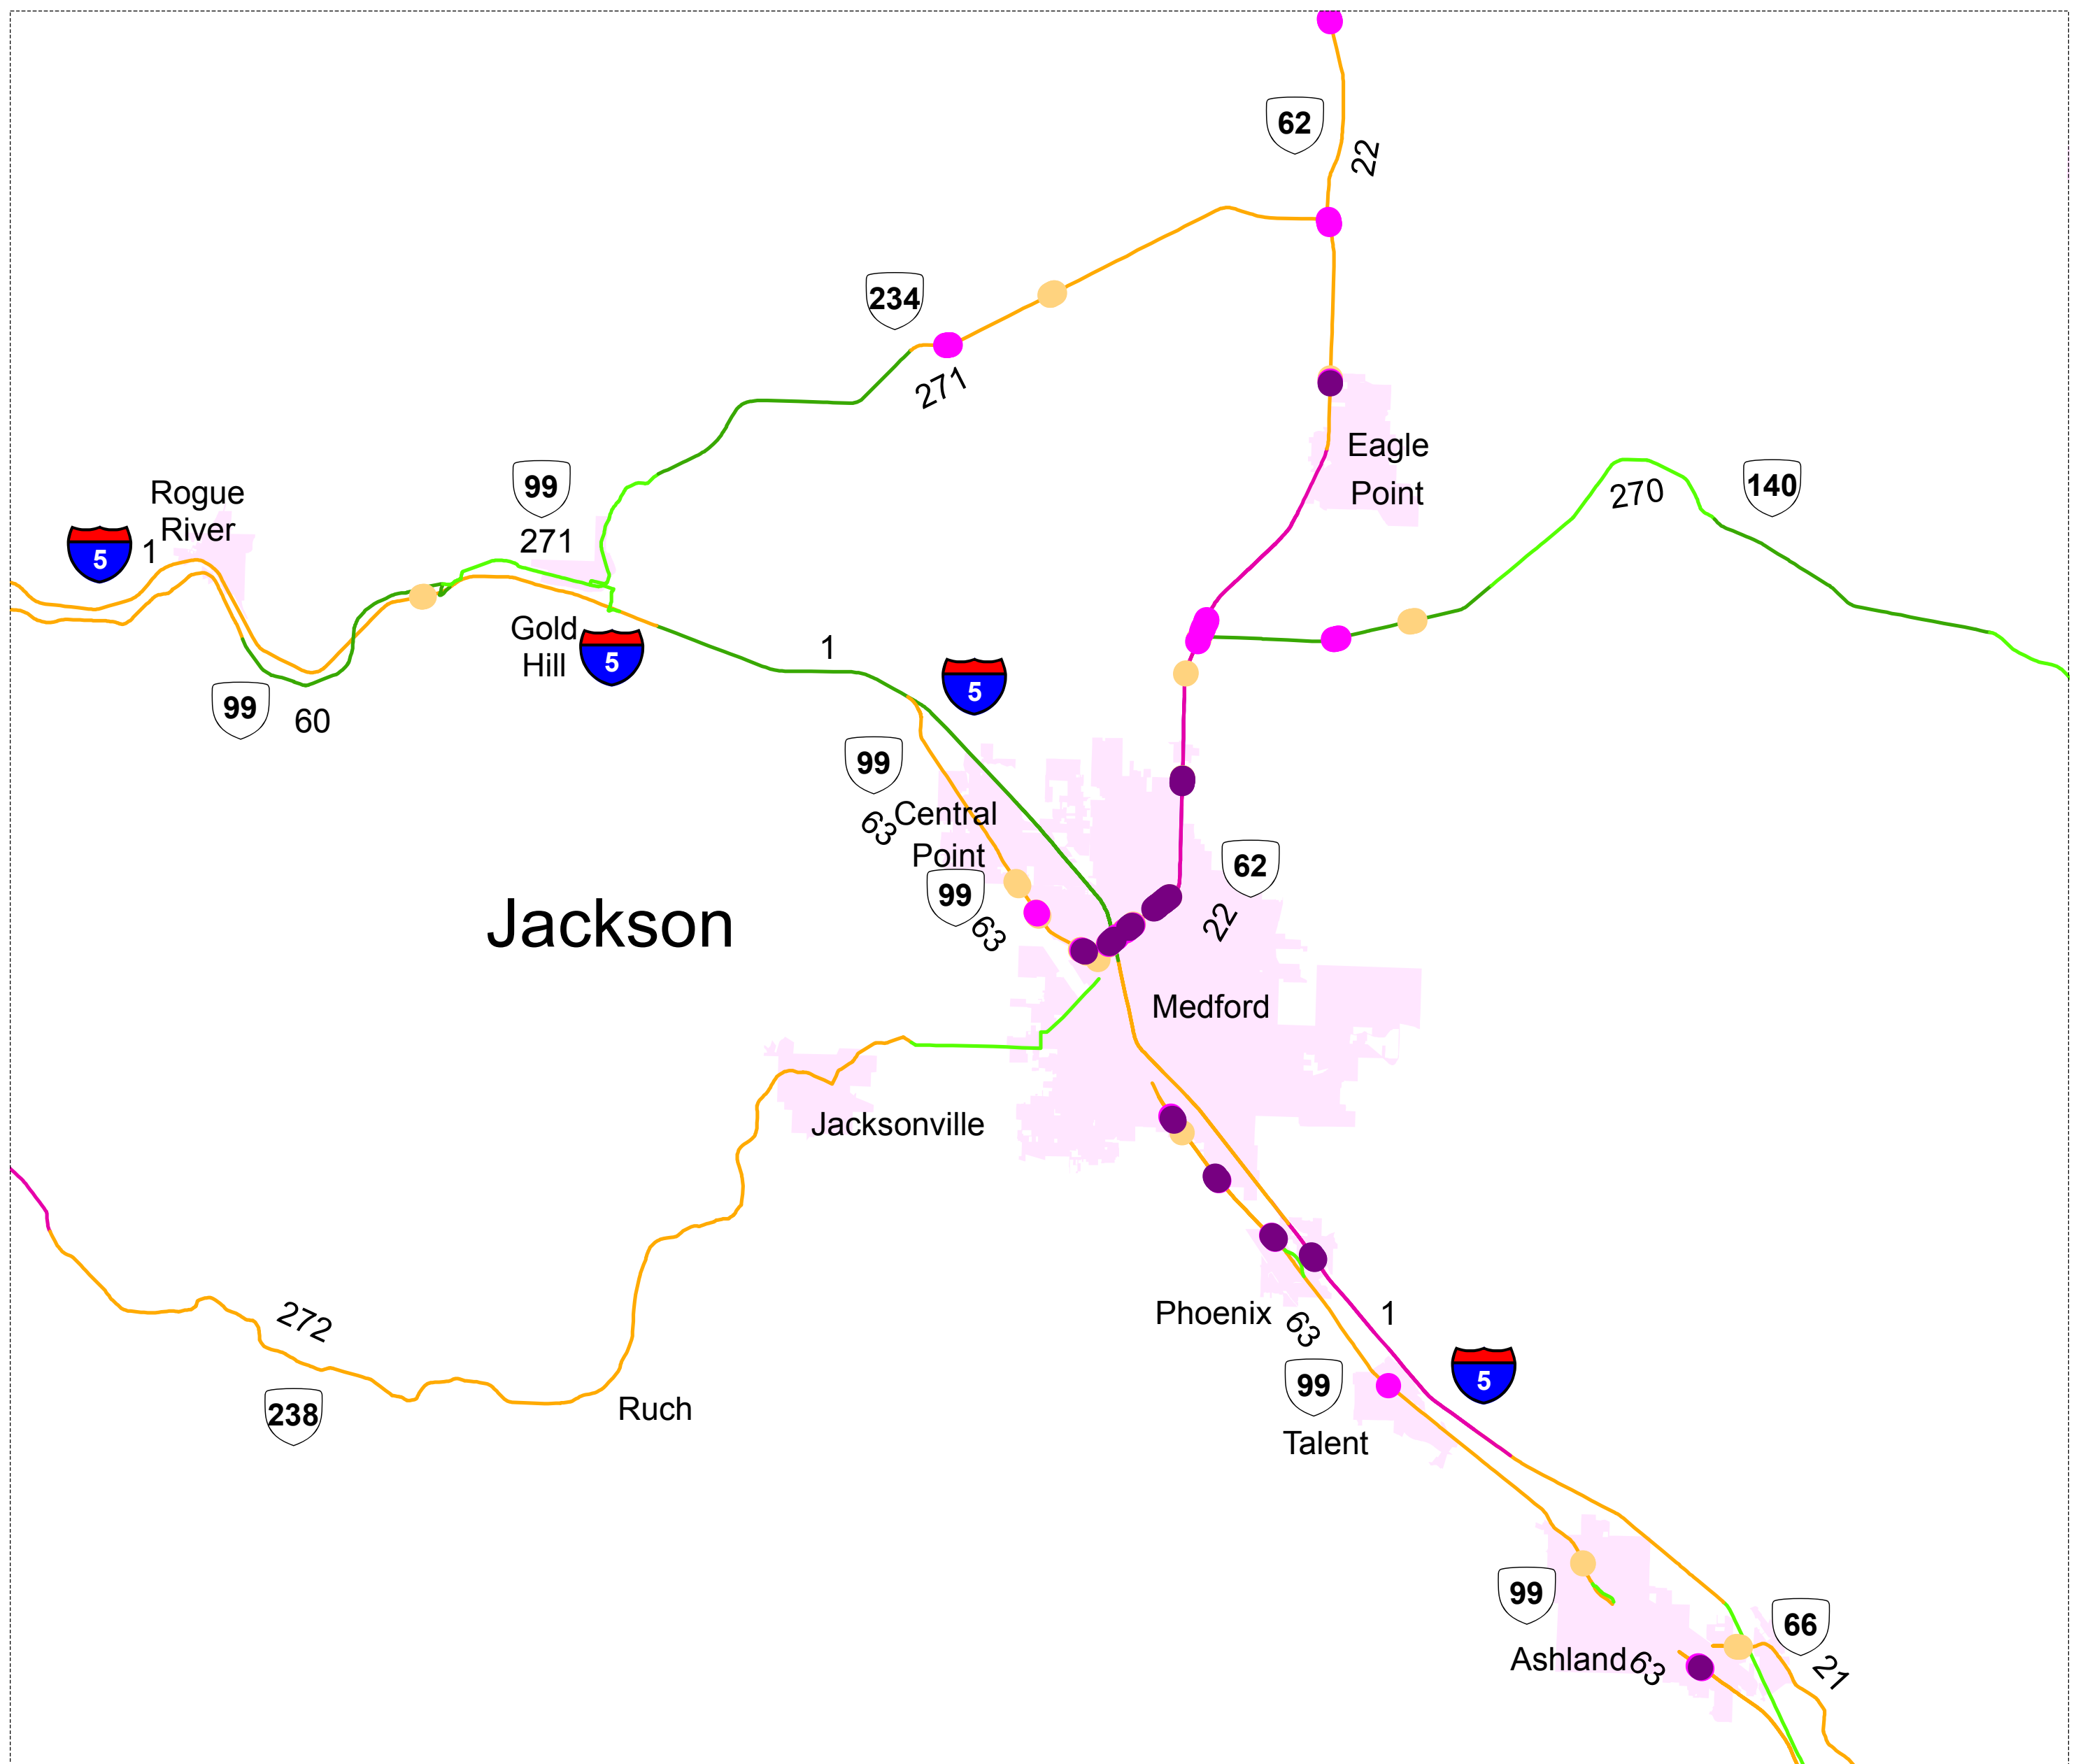 62
22
234
271
Eagle
Point
270
140
99
271
Rogue
River
5
1
Gold
Hill
5
1
5
99
60
99
63
Central
Point
99
63
62
22
Jackson
Medford
Jacksonville
272
238
Ruch
Phoenix
63
1
99
5
Talent
99
66
Ashland
63
21